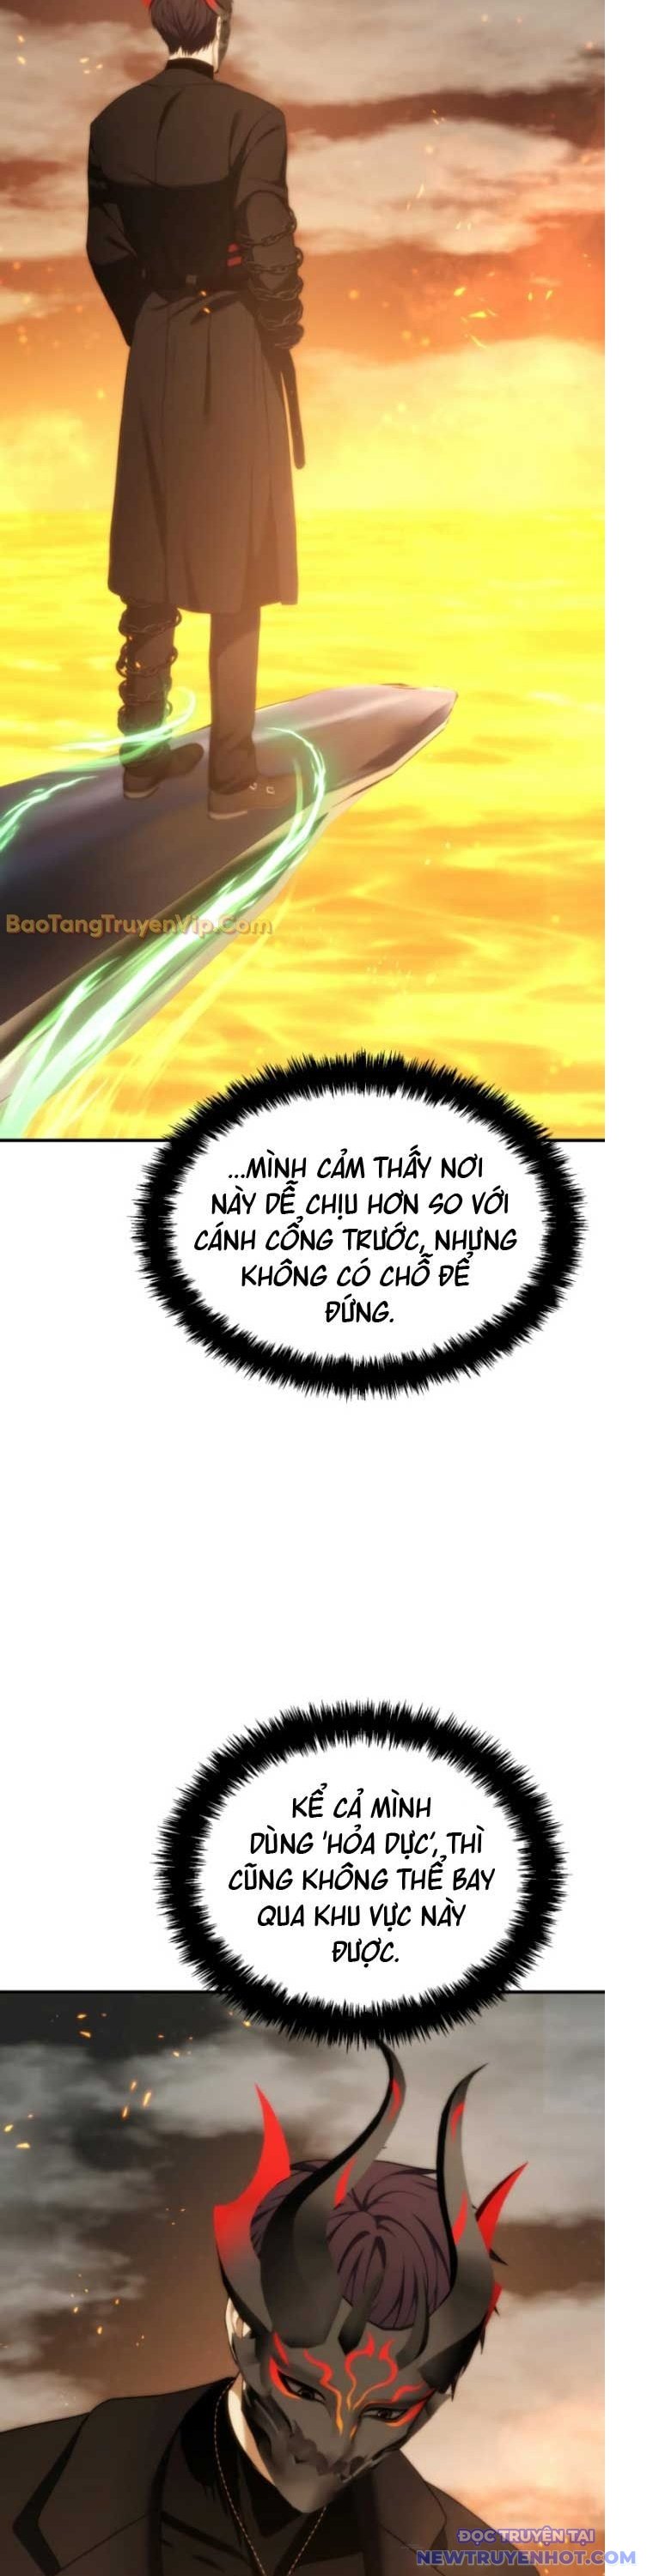 BaoTangTruyenVip.Com
...MÌNH CẢM THẤY NƠI
NÀY DỄ CHỊU HƠN SO VỚI
CÁNH CỔNG TRƯỚC, NHƯNG
KHÔNG CÓ CHỖ ĐỂ
ĐỨNG.
KỂ CẢ MÌNH
DÙNG 'HỎA DỰC', THÌ
CŨNG KHÔNG THỂ BAY
QUA KHU VỰC NÀY
ĐƯỢC.
ĐỌC TRUYỆN TẠI
NEWTRUYENHOT.COM